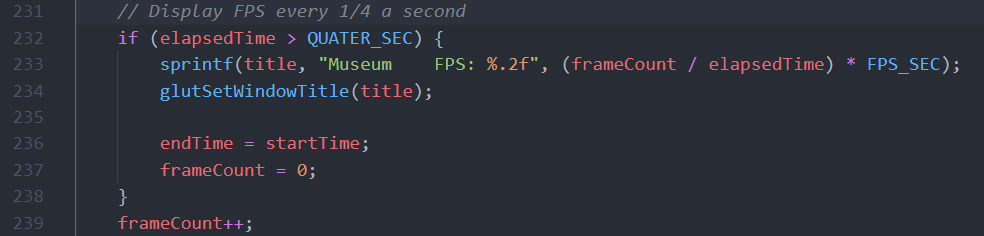 231 // Display FPS every 1/4 a second
232 if (elapsedTime > QUATER_SEC) {
233 sprintf(title, "Museum    FPS: %.2f", (frameCount / elapsedTime) * FPS_SEC);
234 glutSetWindowTitle(title);
235
236 endTime = startTime;
237 frameCount = 0;
238 }
239 frameCount++;